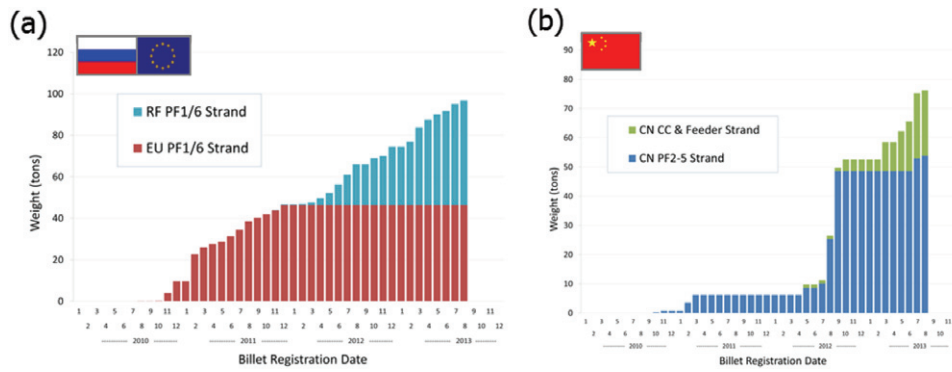 (a)
120
100
80
60
40
20
0
Weight (tons)
RF PF1/6 Strand
EU PF1/6 Strand
1 3 5 7 9 11 1 3 5 7 9 11 1 3 5 7 9 11 1 3 5 7 9 11
2 4 6 8 10 12 2 4 6 8 10 12 2 4 6 8 10 12 2 4 6 8 10 12
2010 2011 2012 2013
Billet Registration Date
(b)
90
80
70
60
50
40
30
20
10
0
Weight (tons)
CN CC & Feeder Strand
CN PF2-5 Strand
1 3 5 7 9 11 1 3 5 7 9 11 1 3 5 7 9 11 1 3 5 7 9 11
2 4 6 8 10 12 2 4 6 8 10 12 2 4 6 8 10 12 2 4 6 8 10
2010 2011 2012 2013
Billet Registration Date